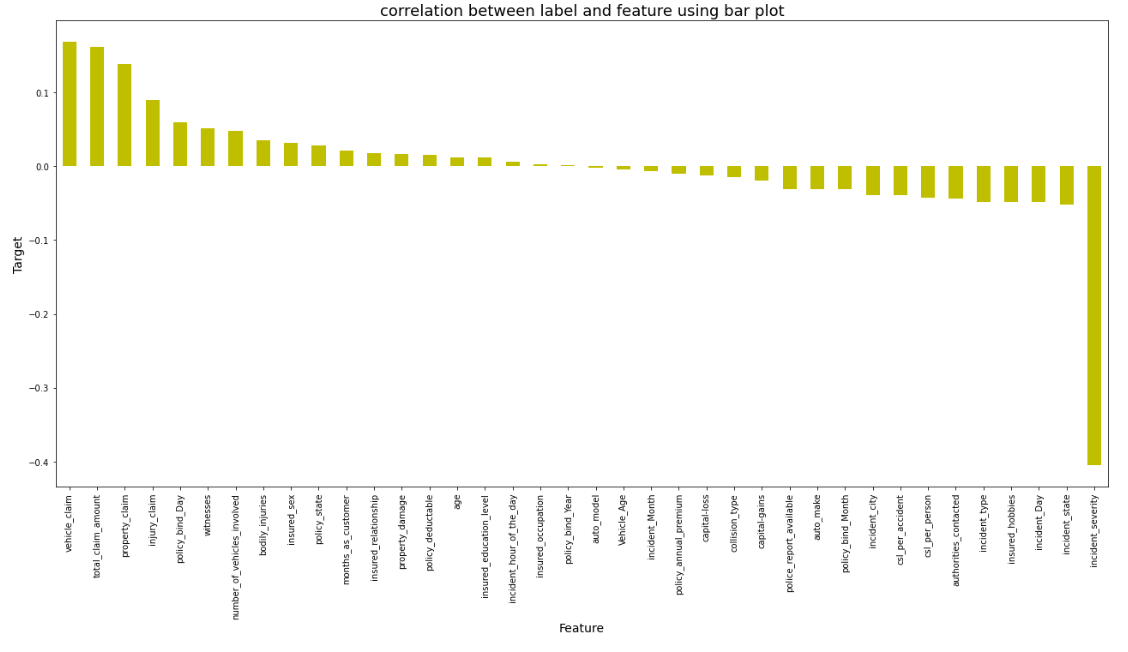 correlation between label and feature using bar plot
Target
0.1
0.0
−0.1
−0.2
−0.3
−0.4
vehicle_claim
total_claim_amount
property_claim
injury_claim
policy_bind_Day
witnesses
number_of_vehicles_involved
bodily_injuries
insured_sex
policy_state
months_as_customer
insured_relationship
property_damage
policy_deductable
age
insured_education_level
incident_hour_of_the_day
insured_occupation
policy_bind_Year
auto_model
Vehicle_Age
incident_Month
policy_annual_premium
capital-loss
collision_type
capital-gains
police_report_available
auto_make
policy_bind_Month
incident_city
csl_per_accident
csl_per_person
authorities_contacted
incident_type
insured_hobbies
incident_Day
incident_state
incident_severity
Feature